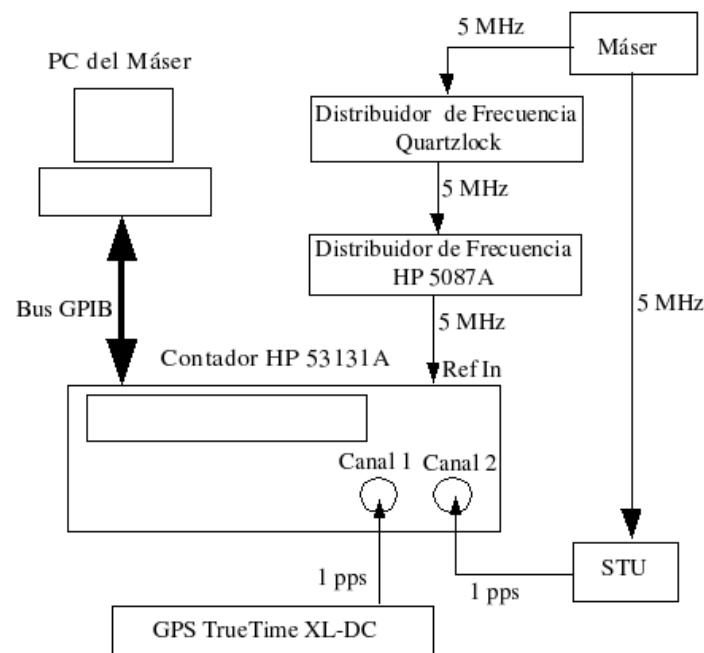 5 MHz
Máser
PC del Máser
Distribuidor de Frecuencia
Quartzlock
5 MHz
Distribuidor de Frecuencia
HP 5087A
Bus GPIB
5 MHz
5 MHz
Contador HP 53131A
Ref In
Canal 1
Canal 2
1 pps
1 pps
STU
GPS TrueTime XL-DC